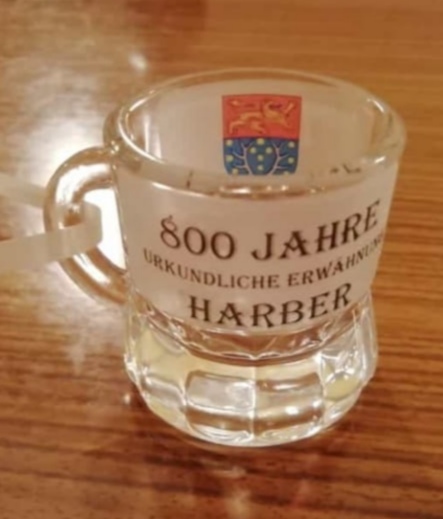 800 JAHRE
URKUNDLICHE ERWÄHNUNG
HARBER